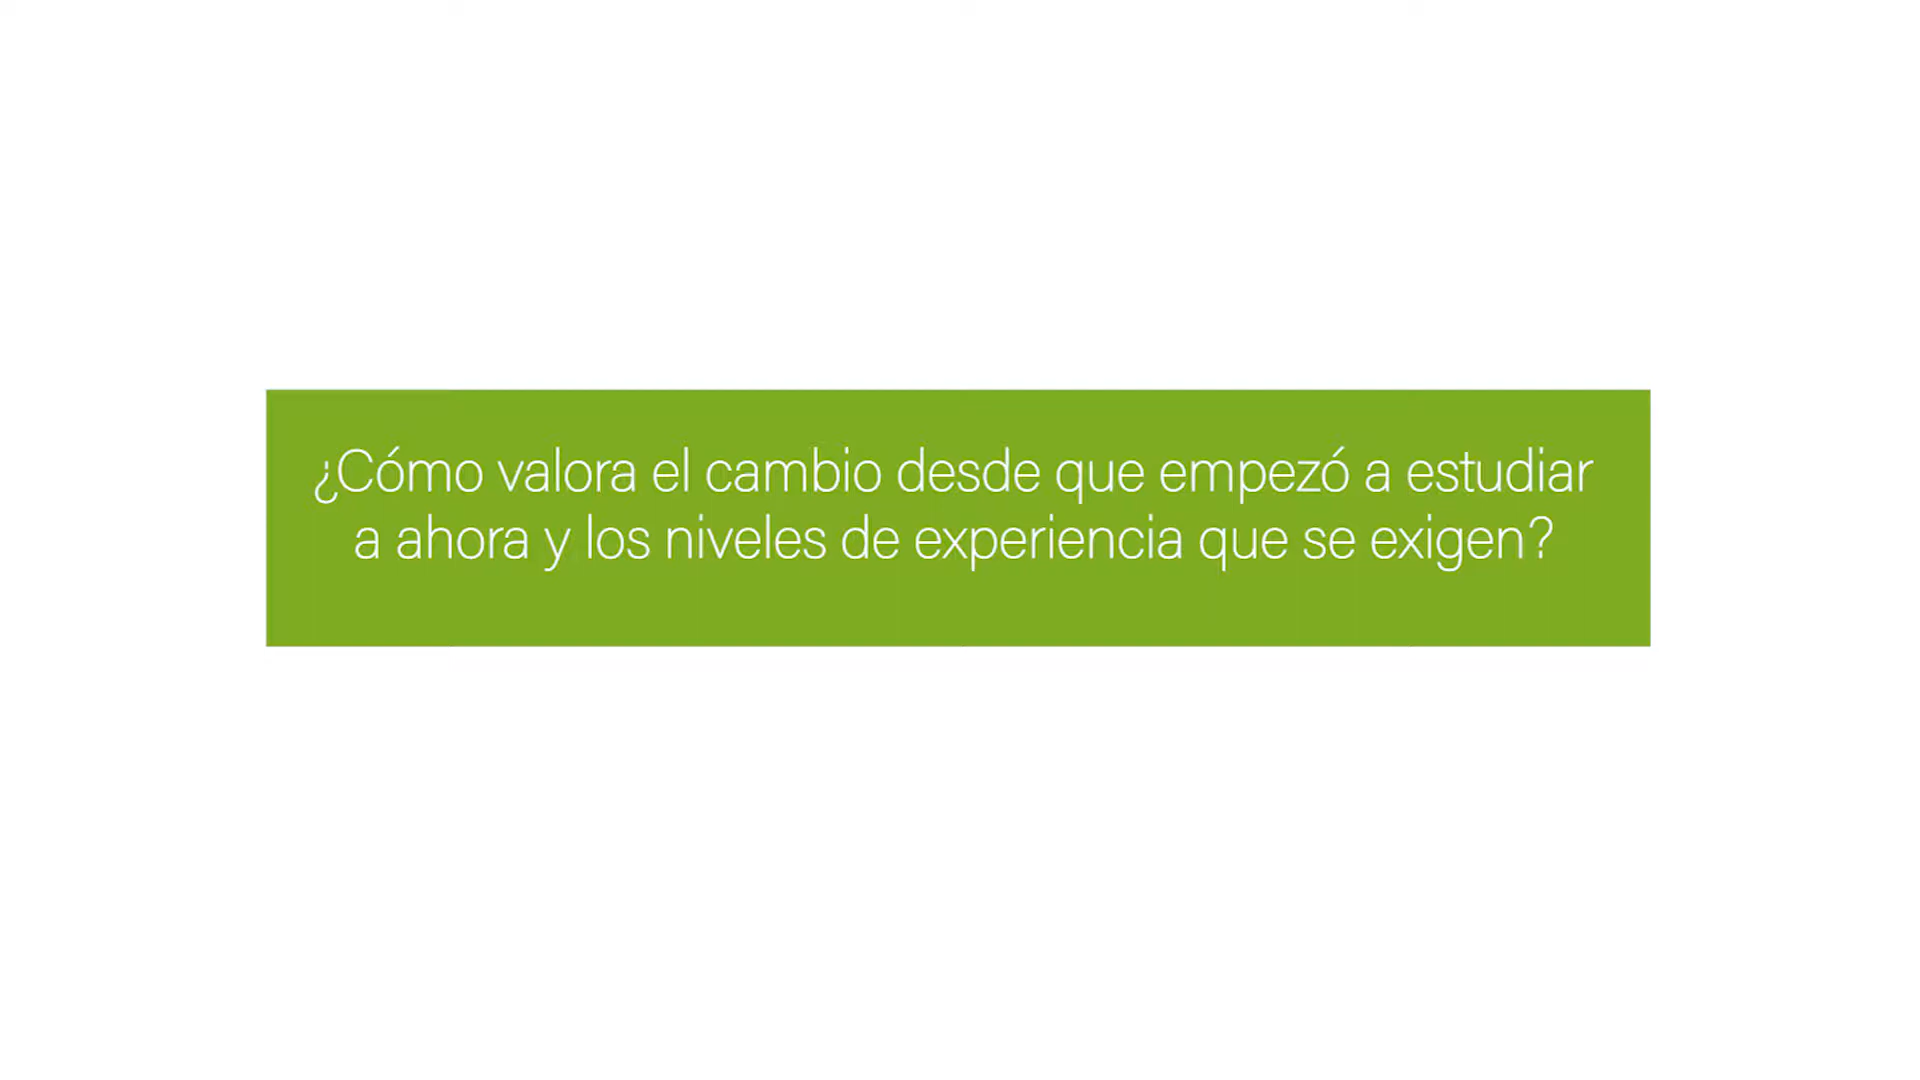 ¿Cómo valora el cambio desde que empezó a estudiar
a ahora y los niveles de experiencia que se exigen?